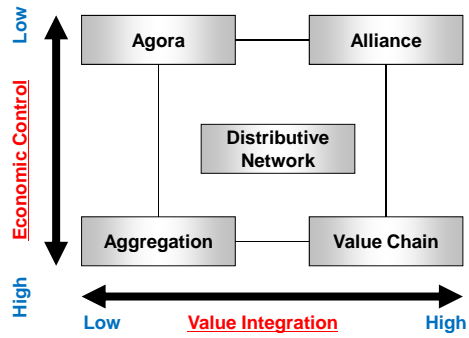 Low
Agora
Alliance
Economic Control
Distributive
Network
Aggregation
Value Chain
High
Low
Value Integration
High